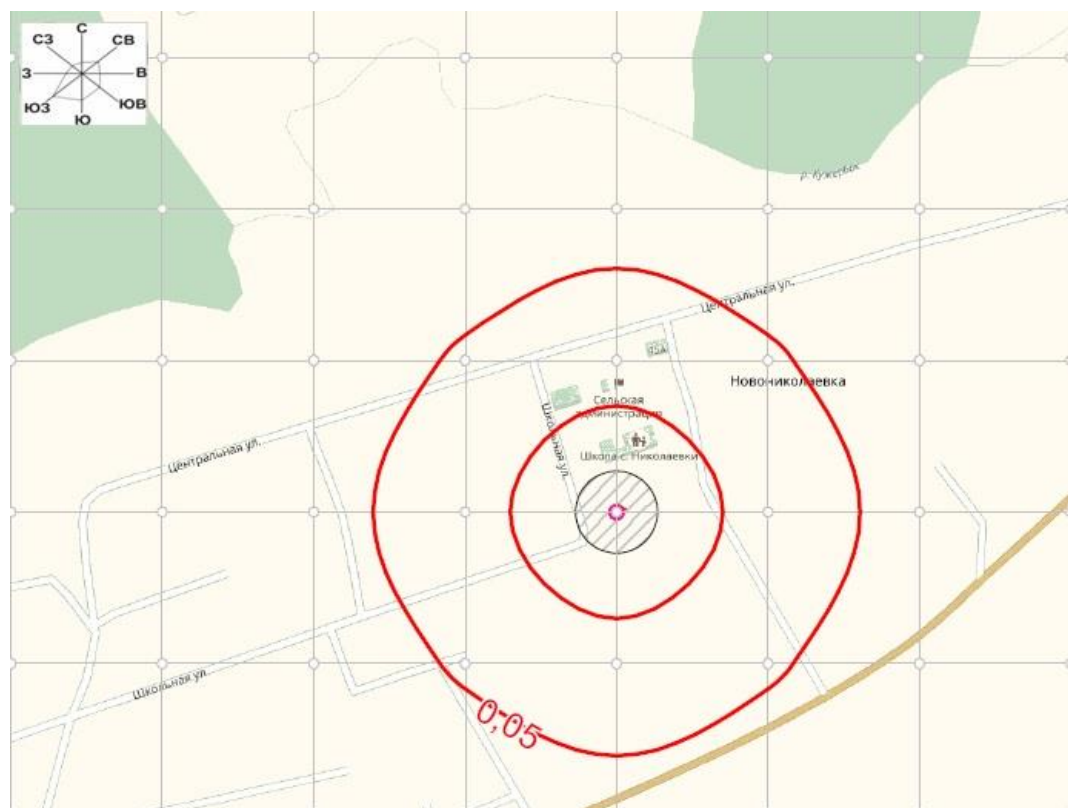 С
СЗ
СВ
З
В
ЮЗ
ЮВ
Ю
р. Кужербак
Центральная ул.
Новониколаевка
Сельская
администрация
Школьная ул.
Школа с. Николаевки
Центральная ул.
Школьная ул.
0,05